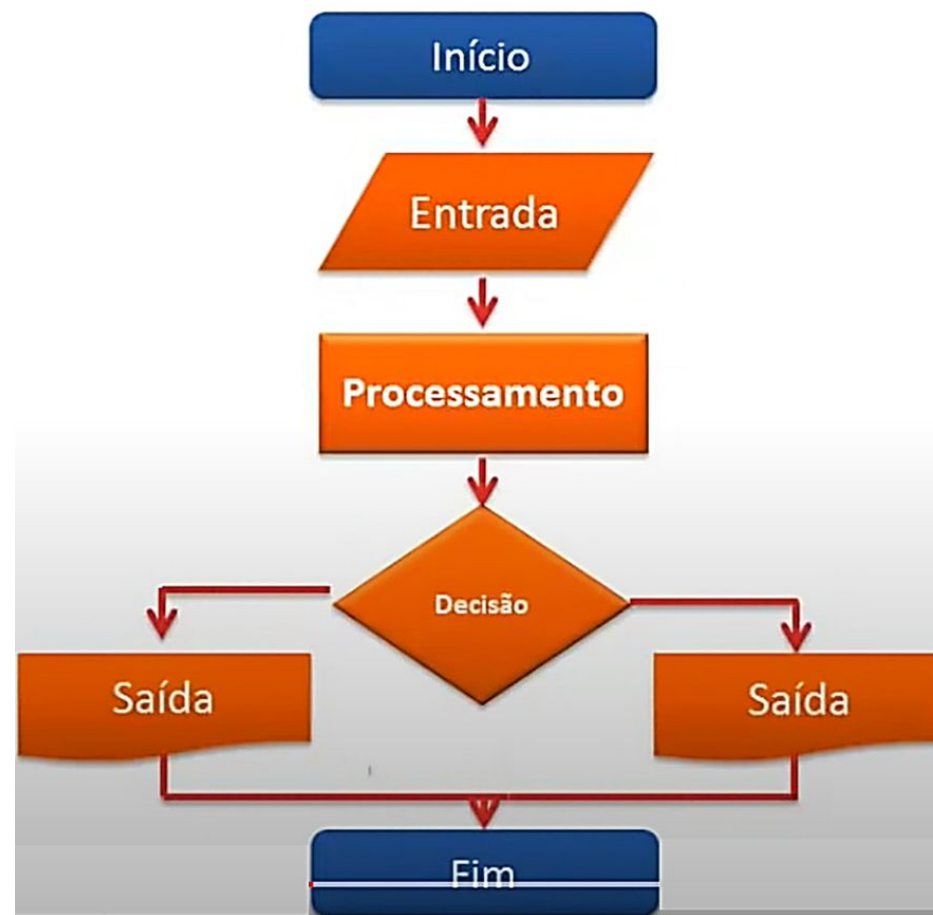 Início
Entrada
Processamento
Decisão
Saída
Saída
Fim